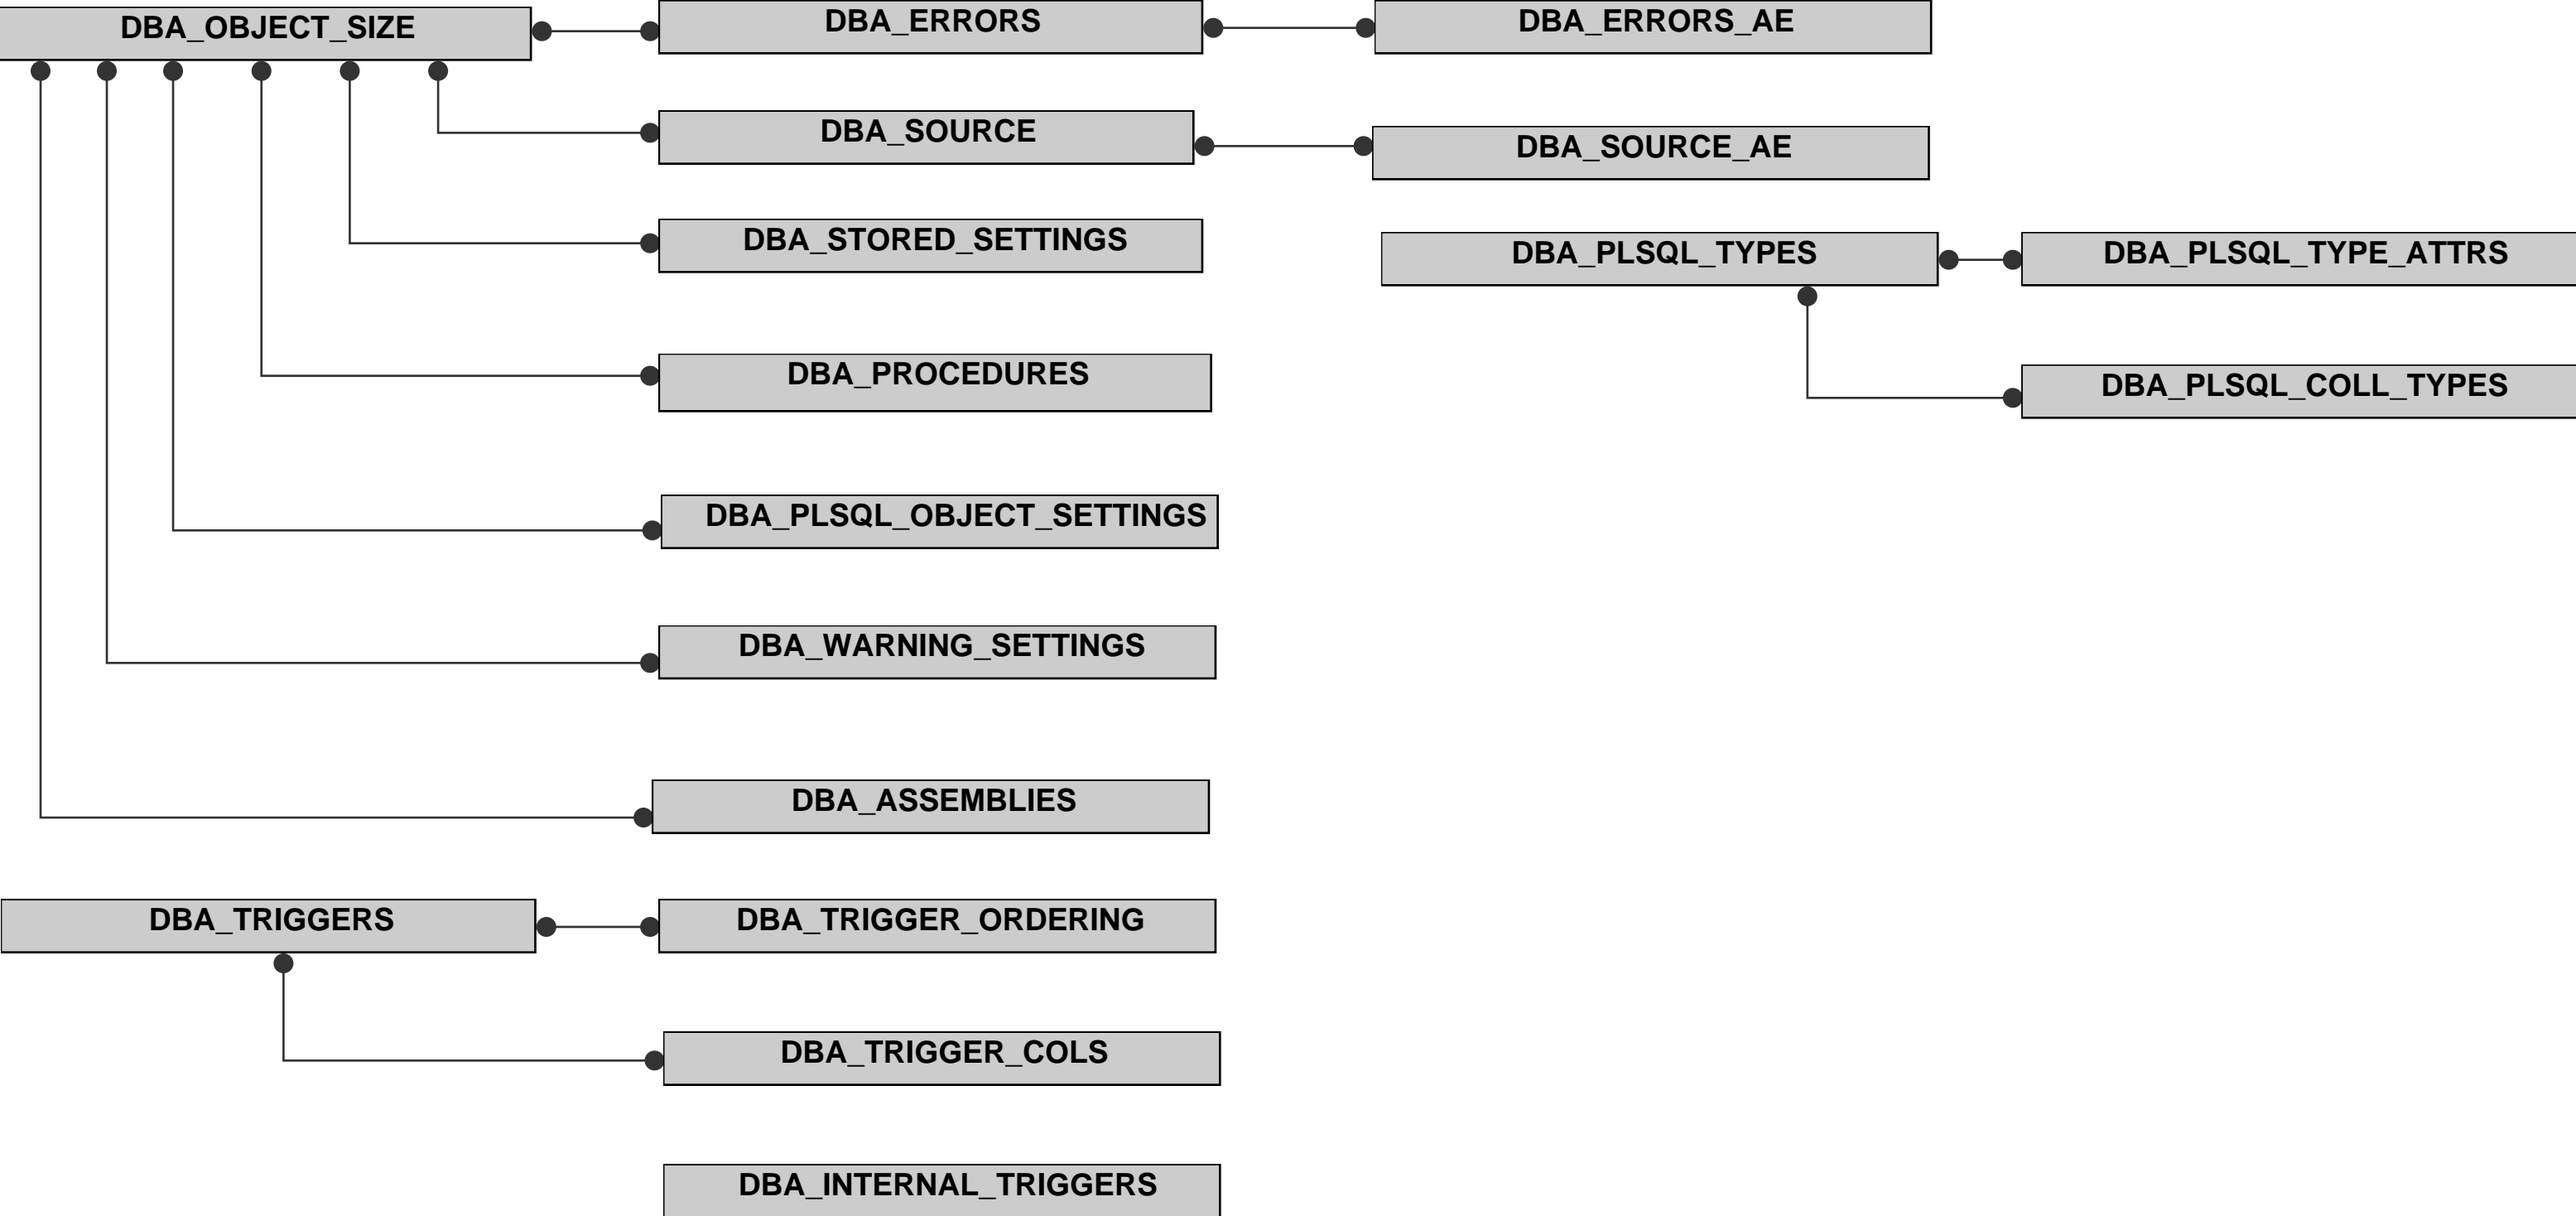 DBA_OBJECT_SIZE
DBA_ERRORS
DBA_ERRORS_AE
DBA_SOURCE
DBA_SOURCE_AE
DBA_STORED_SETTINGS
DBA_PLSQL_TYPES
DBA_PLSQL_TYPE_ATTRS
DBA_PROCEDURES
DBA_PLSQL_COLL_TYPES
DBA_PLSQL_OBJECT_SETTINGS
DBA_WARNING_SETTINGS
DBA_ASSEMBLIES
DBA_TRIGGERS
DBA_TRIGGER_ORDERING
DBA_TRIGGER_COLS
DBA_INTERNAL_TRIGGERS